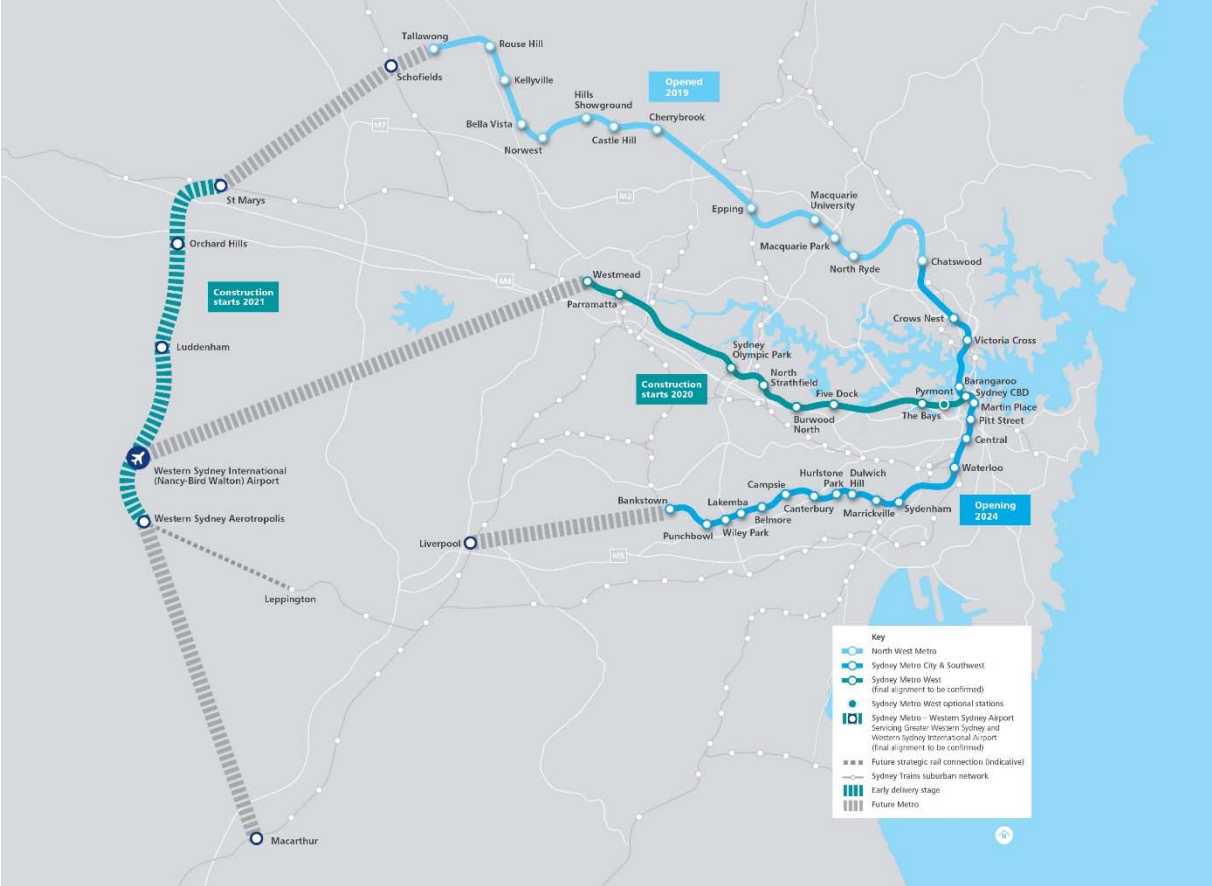 Tallawong
Rouse Hill
Schofields
Kellyville
Opened
2019
Hills
Showground
Cherrybrook
Bella Vista
Castle Hill
Norwest
M7
St Marys
M2
Macquarie
University
Epping
Orchard Hills
Macquarie Park
North Ryde
Chatswood
Westmead
M4
Construction
starts 2021
Parramatta
Crows Nest
Luddenham
Victoria Cross
Sydney
Olympic Park
North
Strathfield
Construction
starts 2020
Barangaroo
Five Dock
Pyrmont
Sydney CBD
Martin Place
The Bays
Pitt Street
Burwood
North
Central
Western Sydney International
(Nancy-Bird Walton) Airport
Waterloo
Hurlstone
Park
Dulwich
Hill
Campsie
Bankstown
Lakemba
Canterbury
Marrickville
Sydenham
Opening
2024
Belmore
Wiley Park
Punchbowl
Western Sydney Aerotropolis
Liverpool
M5
Leppington
Key
North West Metro
Sydney Metro City & Southwest
Sydney Metro West
(final alignment to be confirmed)
Sydney Metro West optional stations
Sydney Metro – Western Sydney Airport
Servicing Greater Western Sydney and
Western Sydney International Airport
(final alignment to be confirmed)
Future strategic rail connection (indicative)
Sydney Trains suburban network
Early delivery stage
Future Metro
Macarthur